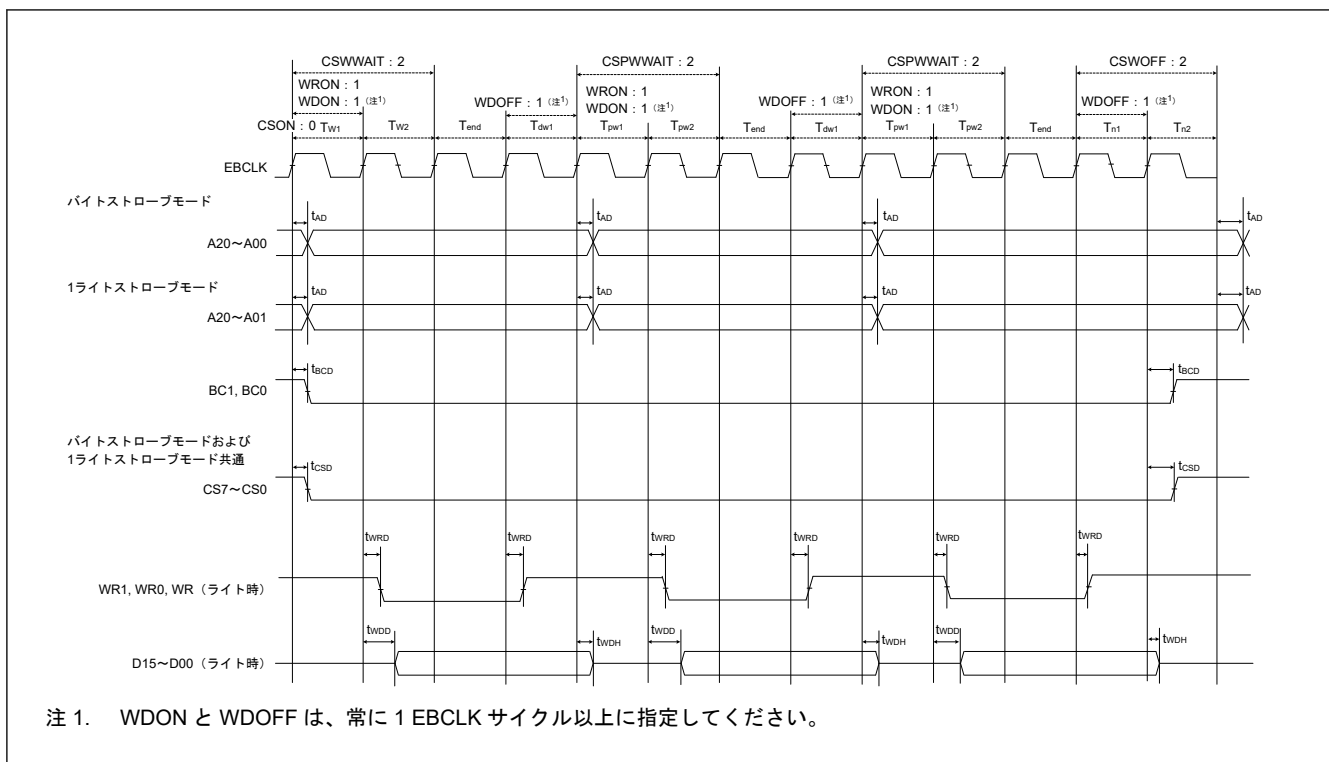 CSWWAIT：2 CSPWWAIT：2 CSPWWAIT：2 CSWOFF：2
WRON：1 WRON：1 WRON：1
WDON：1（注1） WDOFF：1（注1） WDON：1（注1） WDOFF：1（注1） WDON：1（注1） WDOFF：1（注1）
CSON：0 TW1 TW2 Tend Tdw1 Tpw1 Tpw2 Tend Tdw1 Tpw1 Tpw2 Tend Tn1 Tn2
EBCLK
バイトストローブモード
tAD tAD tAD tAD
A20～A00
1ライトストローブモード
tAD tAD tAD tAD
A20～A01
tBCD tBCD
BC1, BC0
バイトストローブモードおよび
1ライトストローブモード共通
tCSD tCSD
CS7～CS0
tWRD tWRD tWRD tWRD tWRD tWRD
WR1, WR0, WR（ライト時）
tWDD tWDH tWDD tWDH tWDD tWDH
D15～D00（ライト時）
注 1. WDON と WDOFF は、常に 1 EBCLK サイクル以上に指定してください。